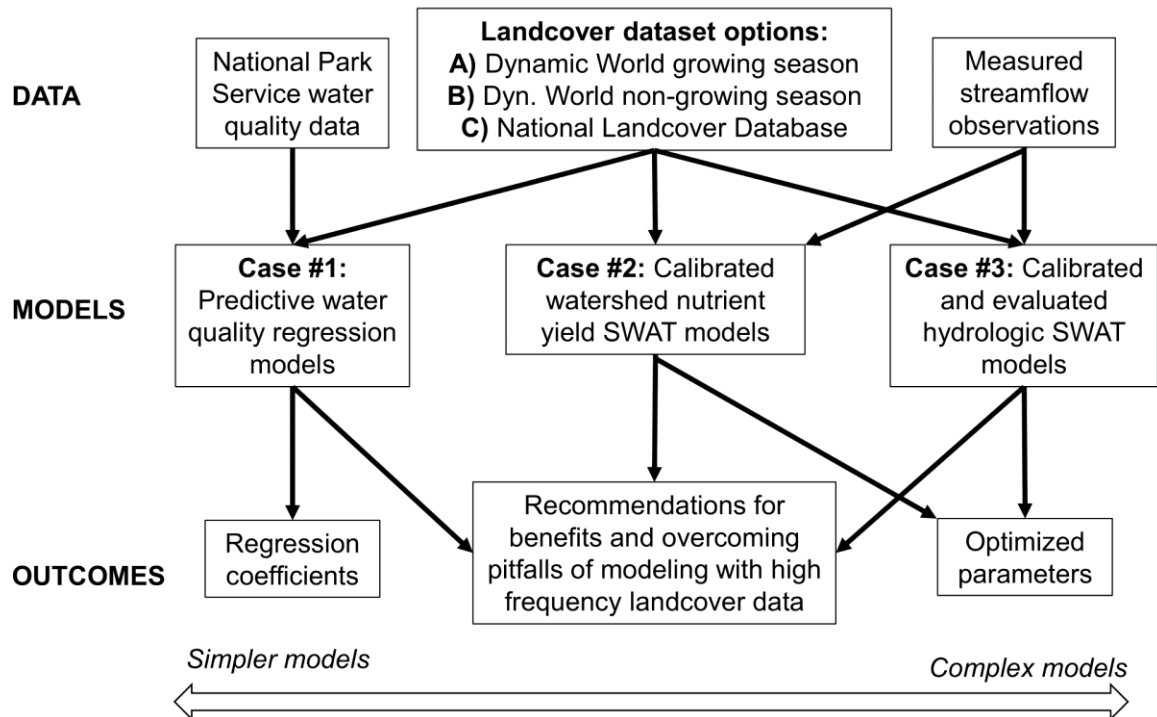 DATA
National Park
Service water
quality data
Landcover dataset options:
A) Dynamic World growing season
B) Dyn. World non-growing season
C) National Landcover Database
Measured
streamflow
observations
MODELS
Case #1:
Predictive water
quality regression
models
Case #2: Calibrated
watershed nutrient
yield SWAT models
Case #3: Calibrated
and evaluated
hydrologic SWAT
models
OUTCOMES
Regression
coefficients
Recommendations for
benefits and overcoming
pitfalls of modeling with high
frequency landcover data
Optimized
parameters
Simpler models
Complex models